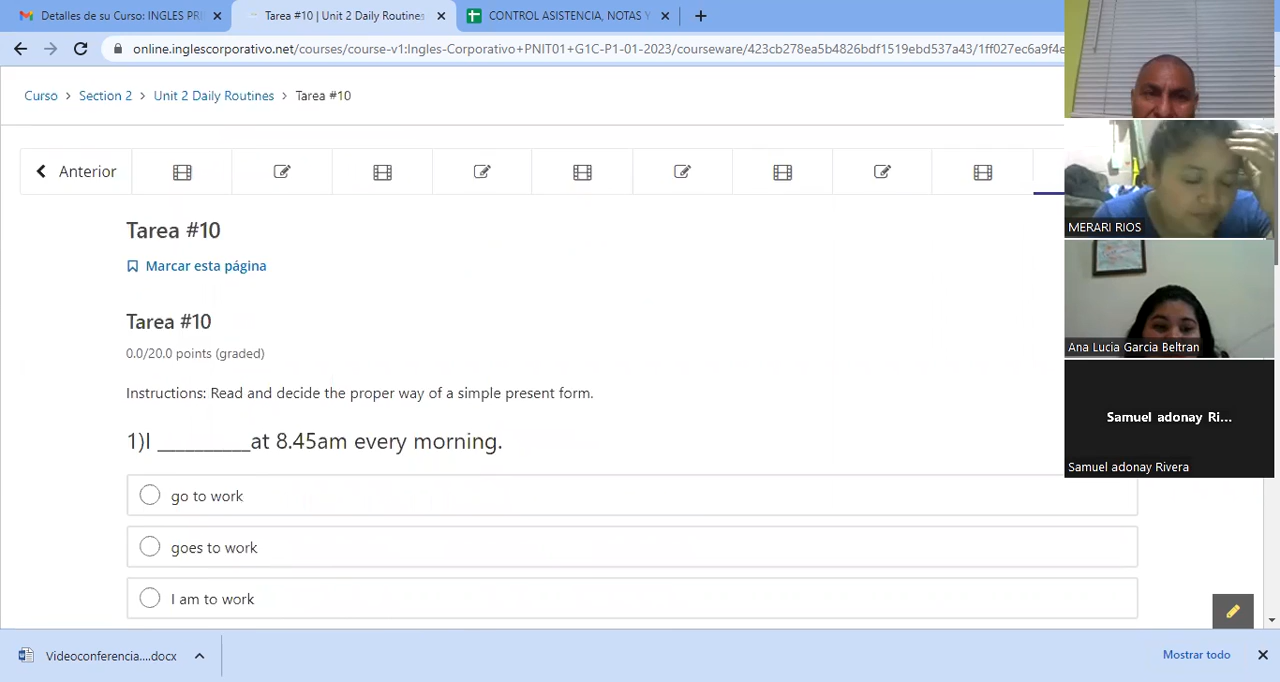 Detalles de su Curso: INGLES PRI
Tarea #10 | Unit 2 Daily Routines
CONTROL ASISTENCIA, NOTAS Y
online.inglescorporativo.net/courses/course-v1:Ingles-Corporativo+PNIT01+G1C-P1-01-2023/courseware/423cb278ea5b4826bdf1519ebd537a43/1ff027ec6a9f4e
Curso > Section 2 > Unit 2 Daily Routines > Tarea #10
Anterior
Tarea #10
Marcar esta página
Tarea #10
0.0/20.0 points (graded)
Instructions: Read and decide the proper way of a simple present form.
1)I __________at 8.45am every morning.
go to work
goes to work
I am to work
MERARI RIOS
Ana Lucia Garcia Beltran
Samuel adonay Ri...
Samuel adonay Rivera
Videoconferencia....docx
Mostrar todo